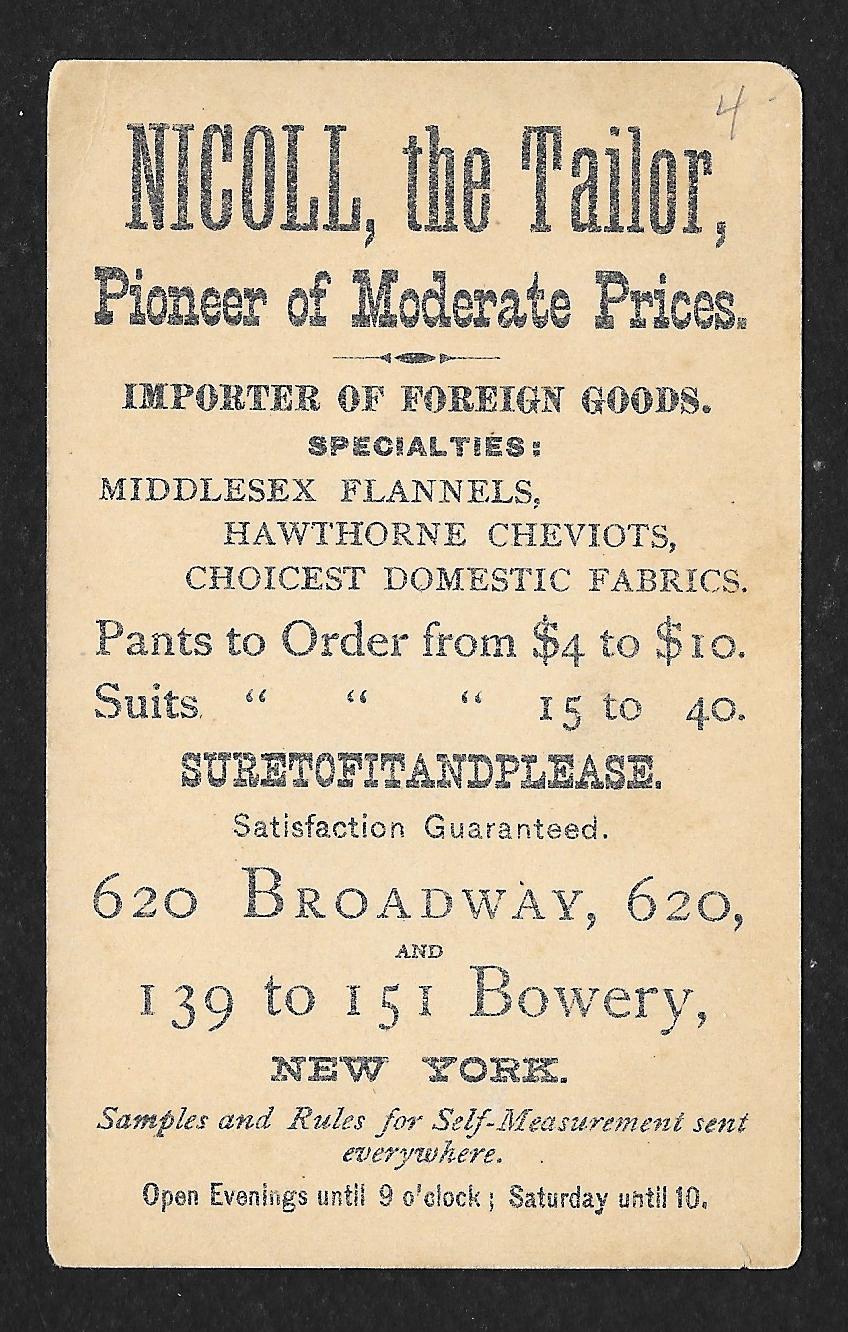 4-
NICOLL, the Tailor,
Pioneer of Moderate Prices.
IMPORTER OF FOREIGN GOODS.
SPECIALTIES:
MIDDLESEX FLANNELS,
HAWTHORNE CHEVIOTS,
CHOICEST DOMESTIC FABRICS.
Pants to Order from $4 to $10.
Suits “ “ “ 15 to 40.
SURETOFITANDPLEASE.
Satisfaction Guaranteed.
620 BROADWAY, 620,
AND
139 to 151 Bowery,
NEW YORK.
Samples and Rules for Self-Measurement sent
everywhere.
Open Evenings until 9 o'clock; Saturday until 10.